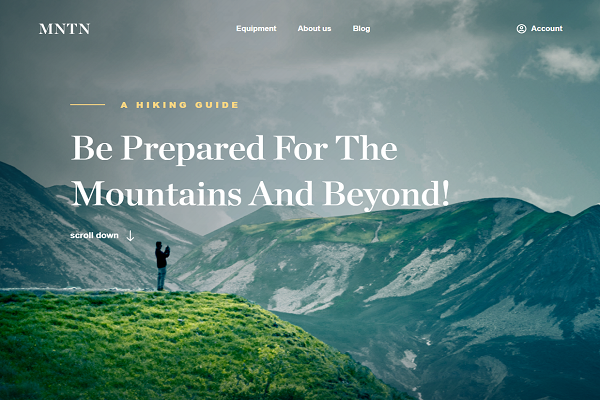 MNTN
Equipment About us Blog
Account
A HIKING GUIDE
Be Prepared For The
Mountains And Beyond!
scroll down